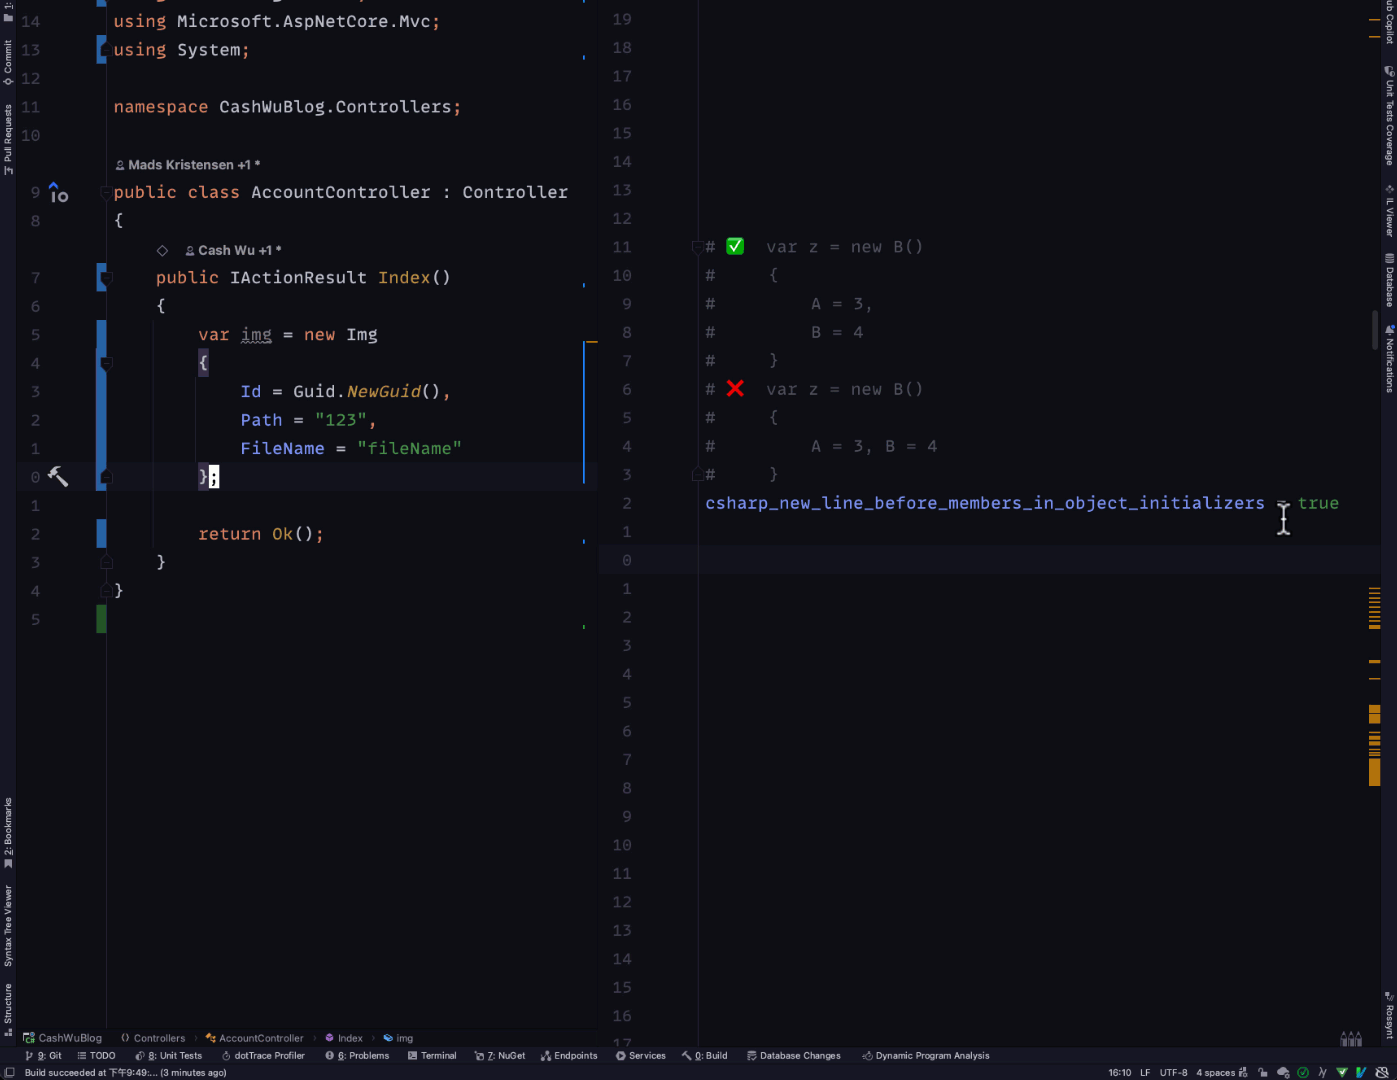 14 using Microsoft.AspNetCore.Mvc;
13 using System;
12
11 namespace CashWuBlog.Controllers;
10
Mads Kristensen +1 *
9 public class AccountController : Controller
8 {
Cash Wu +1 *
7 public IActionResult Index()
6 {
5 var img = new Img
4 {
3 Id = Guid.NewGuid(),
2 Path = "123",
1 FileName = "fileName"
0 };
1
2 return Ok();
3 }
4 }
5
19
18
17
16
15
14
13
12
11 # ✅ var z = new B()
10 # {
9 # A = 3,
8 # B = 4
7 # }
6 # ❌ var z = new B()
5 # {
4 # A = 3, B = 4
3 # }
2 csharp_new_line_before_members_in_object_initializers = true
1
0
1
2
3
4
5
6
7
8
9
10
11
12
13
14
15
16
17
Commit
Pull Requests
2: Bookmarks
Syntax Tree Viewer
Structure
Copilot
Unit Tests Coverage
IL Viewer
Database
Notifications
Rossynt
CashWuBlog Controllers AccountController Index img
9: Git TODO 8: Unit Tests dotTrace Profiler 6: Problems Terminal 7: NuGet Endpoints Services 0: Build Database Changes Dynamic Program Analysis
Build succeeded at 下午9:49:... (3 minutes ago) 16:10 LF UTF-8 4 spaces